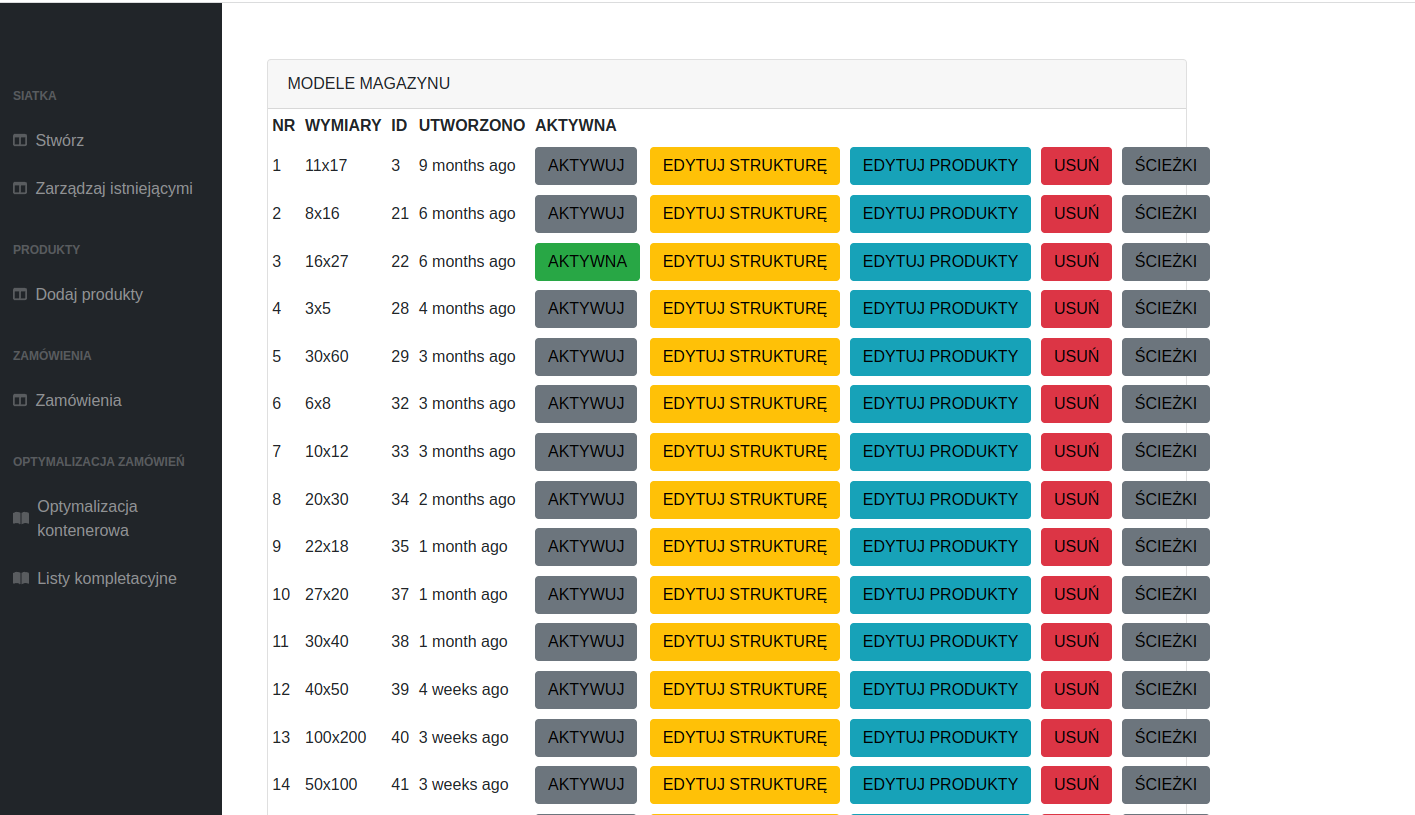 SIATKA
Stwórz
Zarządzaj istniejącymi
PRODUKTY
Dodaj produkty
ZAMÓWIENIA
Zamówienia
OPTYMALIZACJA ZAMÓWIEŃ
Optymalizacja
kontenerowa
Listy kompletacyjne
MODELE MAGAZYNU
NR WYMIARY ID UTWORZONO AKTYWNA
1 11x17 3 9 months ago AKTYWUJ EDYTUJ STRUKTURĘ EDYTUJ PRODUKTY USUŃ ŚCIEŻKI
2 8x16 21 6 months ago AKTYWUJ EDYTUJ STRUKTURĘ EDYTUJ PRODUKTY USUŃ ŚCIEŻKI
3 16x27 22 6 months ago AKTYWNA EDYTUJ STRUKTURĘ EDYTUJ PRODUKTY USUŃ ŚCIEŻKI
4 3x5 28 4 months ago AKTYWUJ EDYTUJ STRUKTURĘ EDYTUJ PRODUKTY USUŃ ŚCIEŻKI
5 30x60 29 3 months ago AKTYWUJ EDYTUJ STRUKTURĘ EDYTUJ PRODUKTY USUŃ ŚCIEŻKI
6 6x8 32 3 months ago AKTYWUJ EDYTUJ STRUKTURĘ EDYTUJ PRODUKTY USUŃ ŚCIEŻKI
7 10x12 33 3 months ago AKTYWUJ EDYTUJ STRUKTURĘ EDYTUJ PRODUKTY USUŃ ŚCIEŻKI
8 20x30 34 2 months ago AKTYWUJ EDYTUJ STRUKTURĘ EDYTUJ PRODUKTY USUŃ ŚCIEŻKI
9 22x18 35 1 month ago AKTYWUJ EDYTUJ STRUKTURĘ EDYTUJ PRODUKTY USUŃ ŚCIEŻKI
10 27x20 37 1 month ago AKTYWUJ EDYTUJ STRUKTURĘ EDYTUJ PRODUKTY USUŃ ŚCIEŻKI
11 30x40 38 1 month ago AKTYWUJ EDYTUJ STRUKTURĘ EDYTUJ PRODUKTY USUŃ ŚCIEŻKI
12 40x50 39 4 weeks ago AKTYWUJ EDYTUJ STRUKTURĘ EDYTUJ PRODUKTY USUŃ ŚCIEŻKI
13 100x200 40 3 weeks ago AKTYWUJ EDYTUJ STRUKTURĘ EDYTUJ PRODUKTY USUŃ ŚCIEŻKI
14 50x100 41 3 weeks ago AKTYWUJ EDYTUJ STRUKTURĘ EDYTUJ PRODUKTY USUŃ ŚCIEŻKI